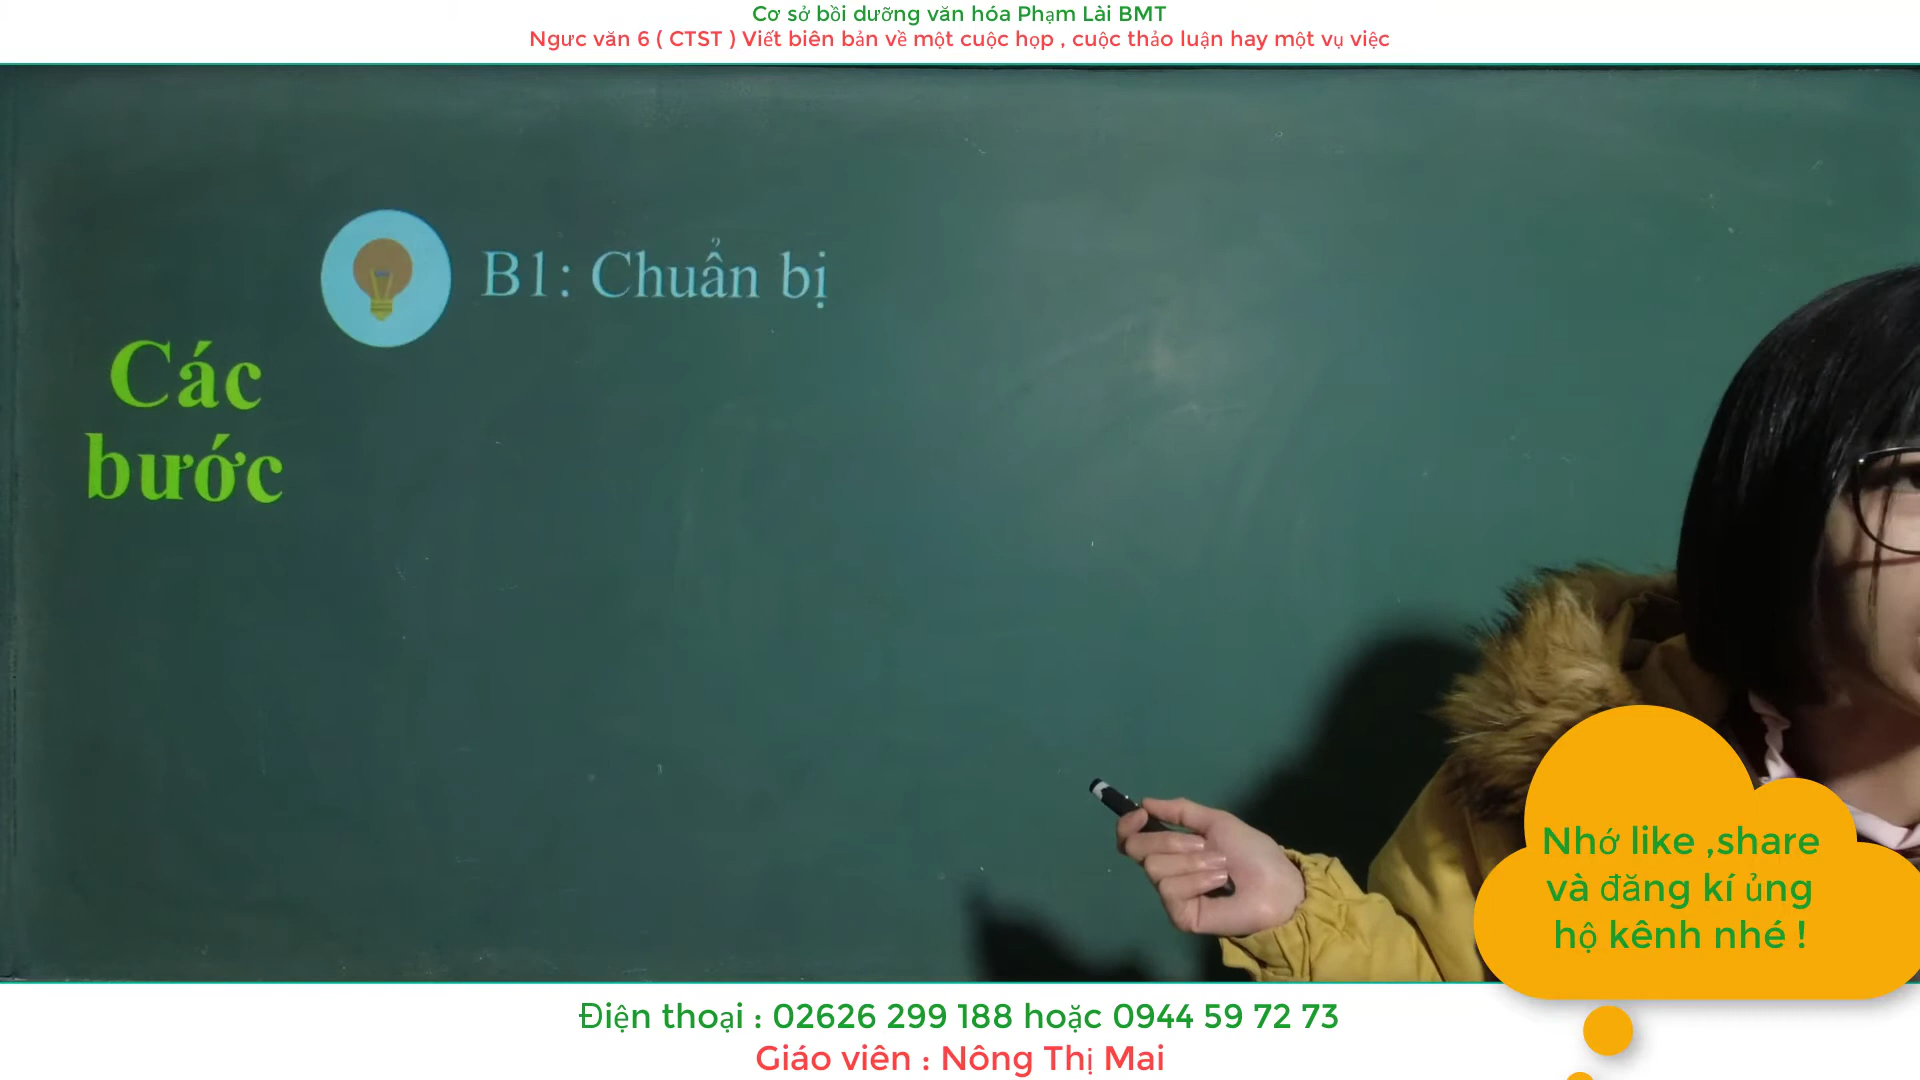 Cơ sở bồi dưỡng văn hóa Phạm Lài BMT
Ngưc văn 6 ( CTST ) Viết biên bản về một cuộc họp , cuộc thảo luận hay một vụ việc
B1: Chuẩn bị
Các
bước
Nhớ like ,share
và đăng kí ủng
hộ kênh nhé !
Điện thoại : 02626 299 188 hoặc 0944 59 72 73
Giáo viên : Nông Thị Mai